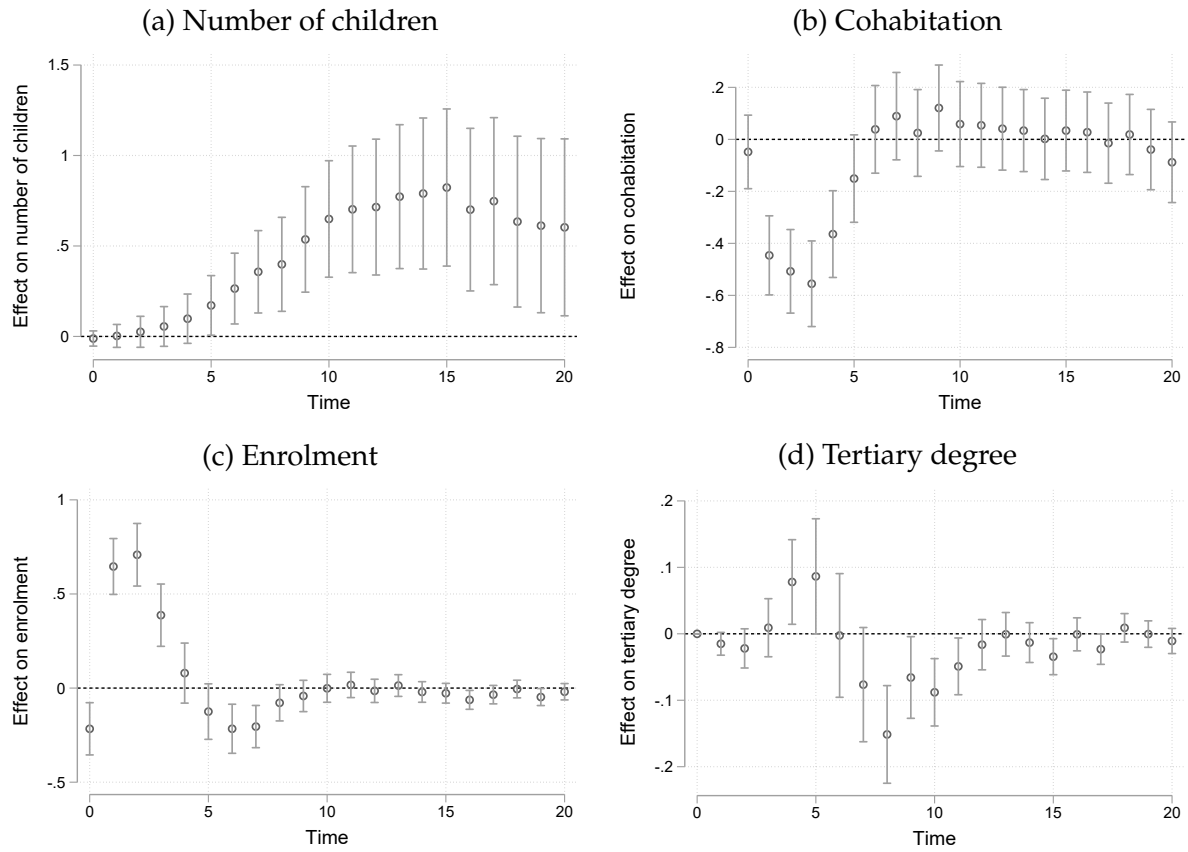 (a) Number of children
Effect on number of children
1.5
1
.5
0
0 5 10 15 20
Time
(b) Cohabitation
Effect on cohabitation
.2
0
-.2
-.4
-.6
-.8
0 5 10 15 20
Time
(c) Enrolment
Effect on enrolment
1
.5
0
-.5
0 5 10 15 20
Time
(d) Tertiary degree
Effect on tertiary degree
.2
.1
0
-.1
-.2
0 5 10 15 20
Time